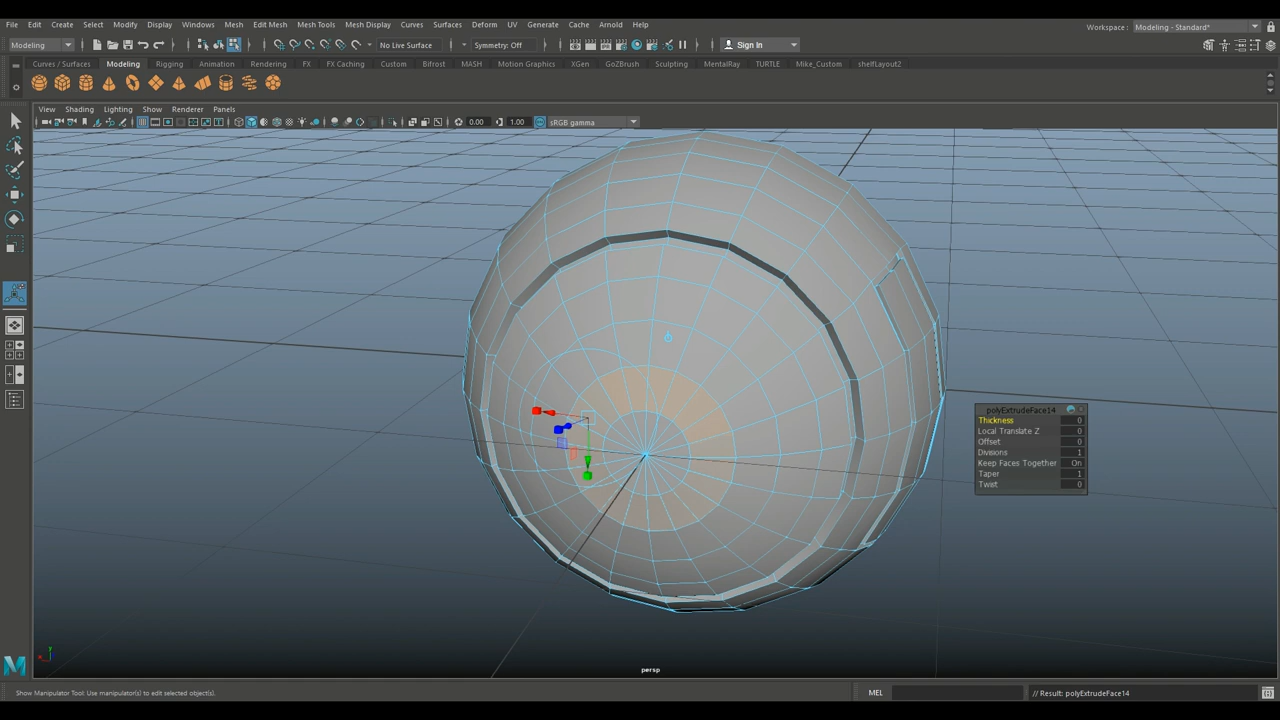 File Edit Create Select Modify Display Windows Mesh Edit Mesh Mesh Tools Mesh Display Curves Surfaces Deform UV Generate Cache Arnold Help
Workspace : Modeling - Standard*
Modeling No Live Surface Symmetry: Off Sign In
Curves / Surfaces Modeling Rigging Animation Rendering FX FX Caching Custom Bifrost MASH Motion Graphics XGen GoZBrush Sculpting MentalRay TURTLE Mike_Custom shelfLayout2
View Shading Lighting Show Renderer Panels
0.00 1.00 sRGB gamma
polyExtrudeFace14
Thickness 0
Local Translate Z 0
Offset 0
Divisions 1
Keep Faces Together On
Taper 1
Twist 0
y
x
persp
Show Manipulator Tool: Use manipulator(s) to edit selected object(s).
MEL
// Result: polyExtrudeFace14